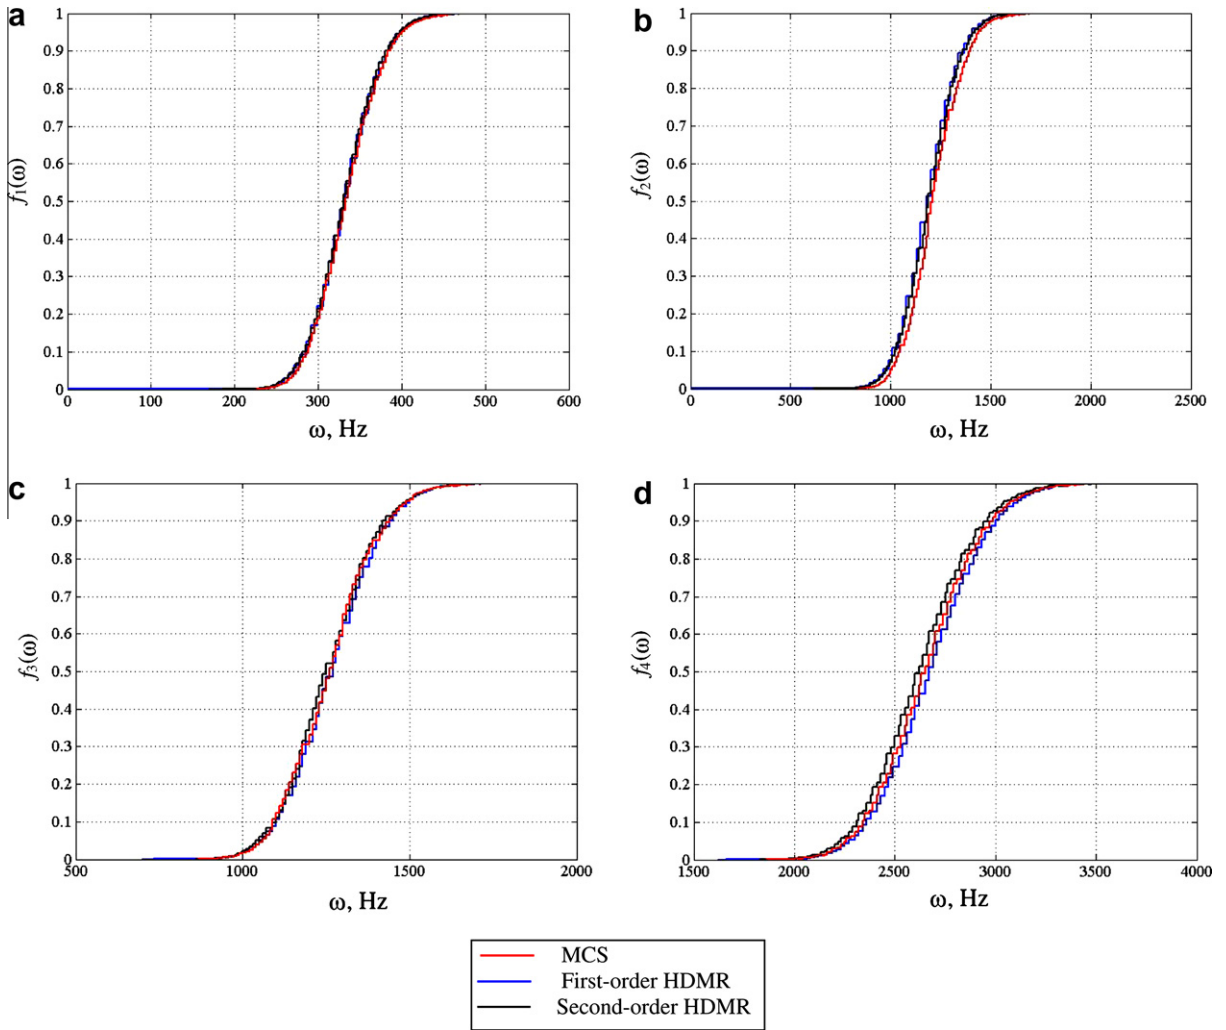 a
1
0.9
0.8
0.7
0.6
0.5
0.4
0.3
0.2
0.1
0
f₁(ω)
0 100 200 300 400 500 600
ω, Hz
b
1
0.9
0.8
0.7
0.6
0.5
0.4
0.3
0.2
0.1
0
f₂(ω)
0 500 1000 1500 2000 2500
ω, Hz
c
1
0.9
0.8
0.7
0.6
0.5
0.4
0.3
0.2
0.1
0
f₃(ω)
500 1000 1500 2000
ω, Hz
d
1
0.9
0.8
0.7
0.6
0.5
0.4
0.3
0.2
0.1
0
f₄(ω)
1500 2000 2500 3000 3500 4000
ω, Hz
MCS
First-order HDMR
Second-order HDMR